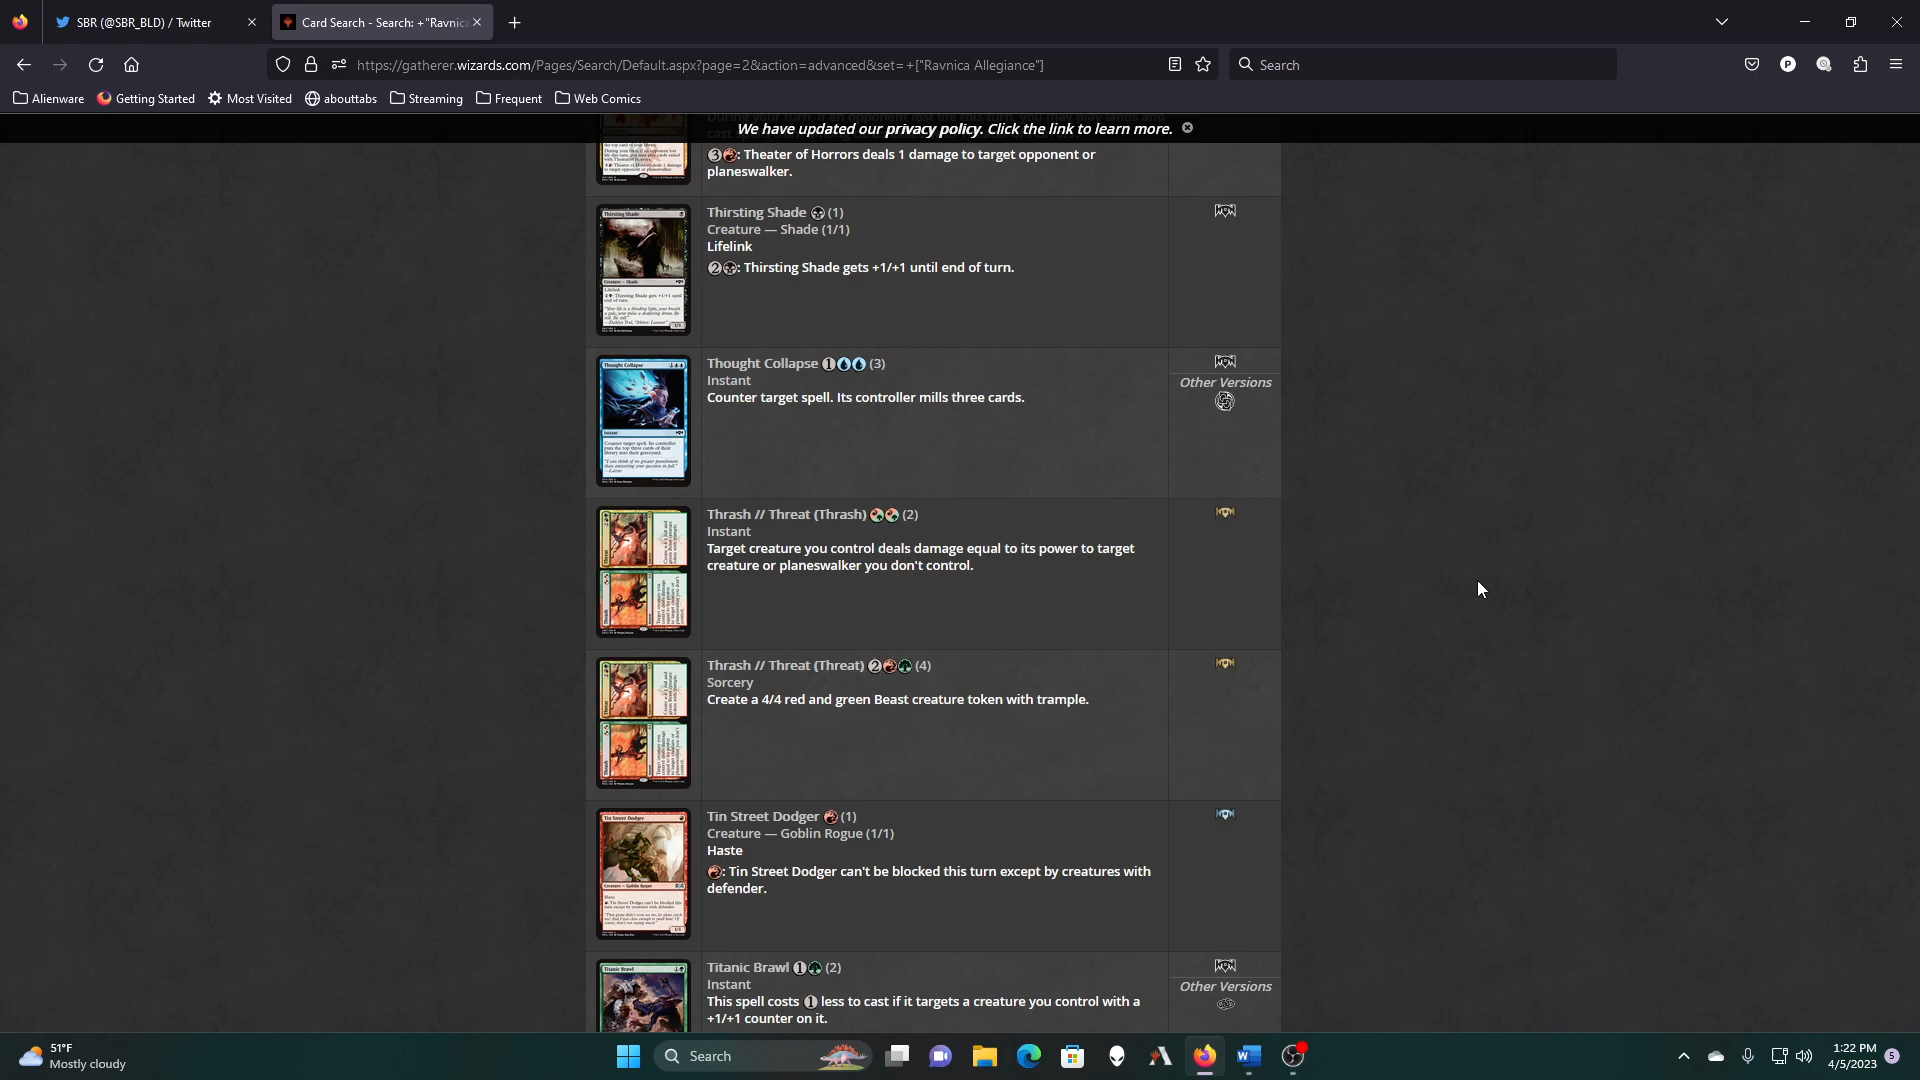 SBR (@SBR_BLD) / Twitter
Card Search - Search: +"Ravnica
https://gatherer.wizards.com/Pages/Search/Default.aspx?page=2&action=advanced&set=+["Ravnica Allegiance"]
Search
Alienware
Getting Started
Most Visited
abouttabs
Streaming
Frequent
Web Comics
We have updated our privacy policy. Click the link to learn more.
3: Theater of Horrors deals 1 damage to target opponent or
planeswalker.
Thirsting Shade (1)
Creature — Shade (1/1)
Lifelink
2: Thirsting Shade gets +1/+1 until end of turn.
Thought Collapse 1 (3)
Instant
Counter target spell. Its controller mills three cards.
Other Versions
Thrash // Threat (Thrash) (2)
Instant
Target creature you control deals damage equal to its power to target
creature or planeswalker you don't control.
Thrash // Threat (Threat) 2 (4)
Sorcery
Create a 4/4 red and green Beast creature token with trample.
Tin Street Dodger (1)
Creature — Goblin Rogue (1/1)
Haste
: Tin Street Dodger can't be blocked this turn except by creatures with
defender.
Titanic Brawl 1 (2)
Instant
This spell costs 1 less to cast if it targets a creature you control with a
+1/+1 counter on it.
Other Versions
51°F
Mostly cloudy
Search
1:22 PM
4/5/2023
5